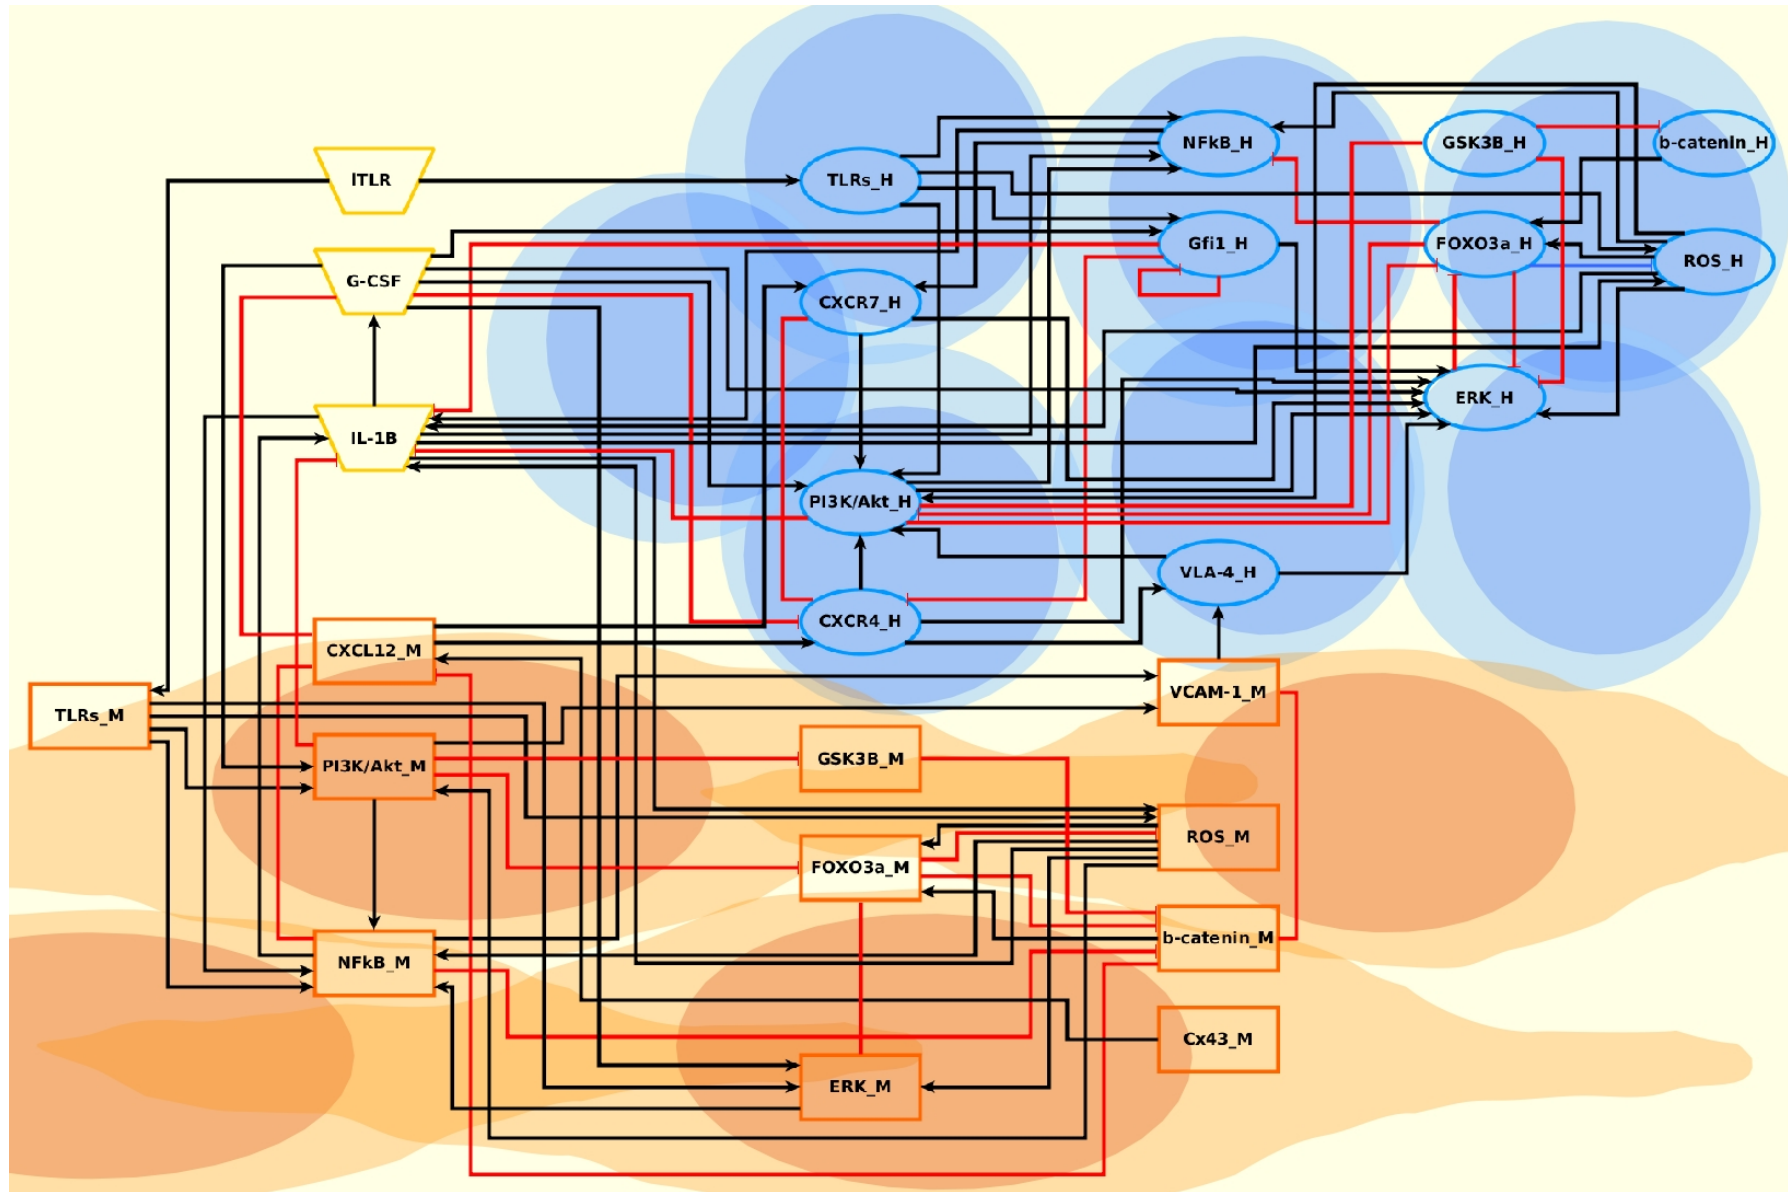 NFkB_H
GSK3B_H
b-catenin_H
lTLR
TLRs_H
Gfi1_H
FOXO3a_H
ROS_H
G-CSF
CXCR7_H
ERK_H
IL-1B
PI3K/Akt_H
VLA-4_H
CXCR4_H
CXCL12_M
VCAM-1_M
TLRs_M
GSK3B_M
PI3K/Akt_M
ROS_M
FOXO3a_M
b-catenin_M
NFkB_M
Cx43_M
ERK_M